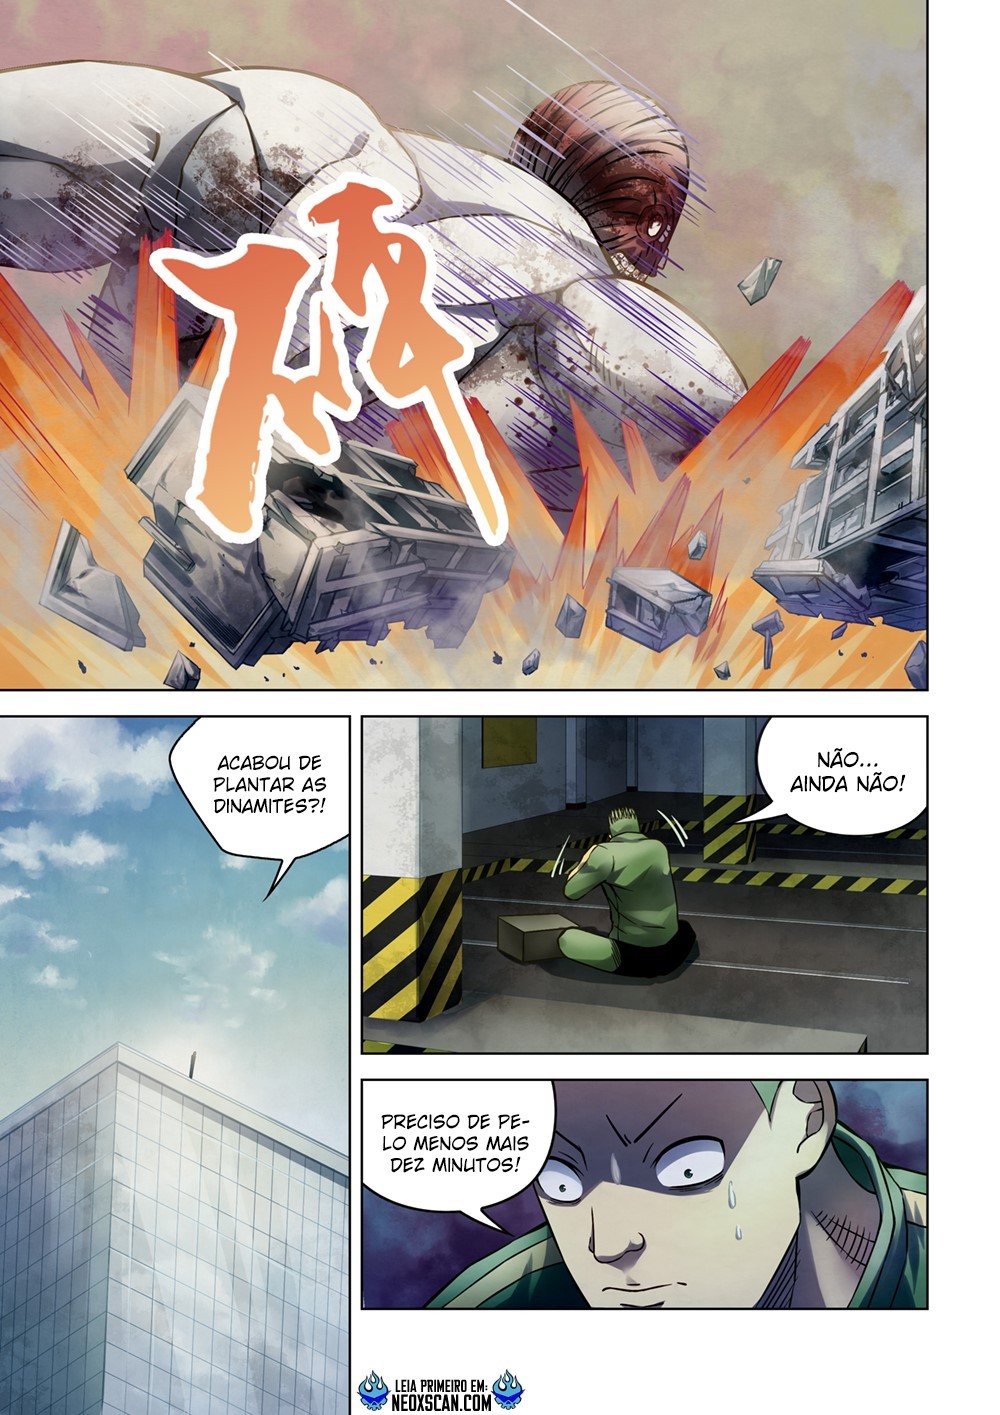 ACABOU DE
PLANTAR AS
DINAMITES?!
NÃO...
AINDA NÃO!
PRECISO DE PE-
LO MENOS MAIS
DEZ MINUTOS!
LEIA PRIMEIRO EM:
NEOXSCAN.COM